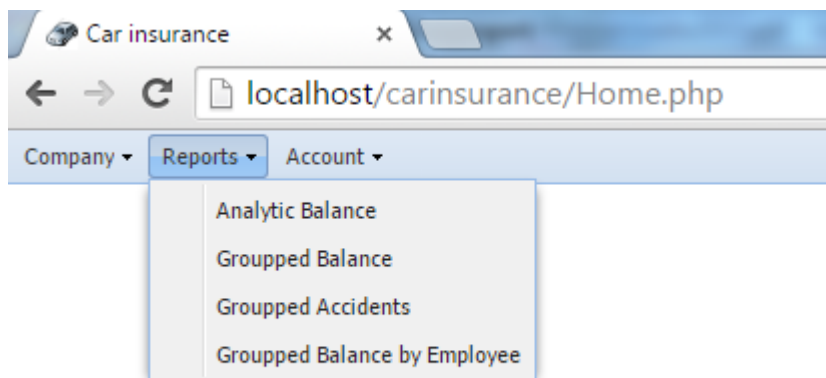 Car insurance
localhost/carinsurance/Home.php
Company Reports Account
Analytic Balance
Groupped Balance
Groupped Accidents
Groupped Balance by Employee